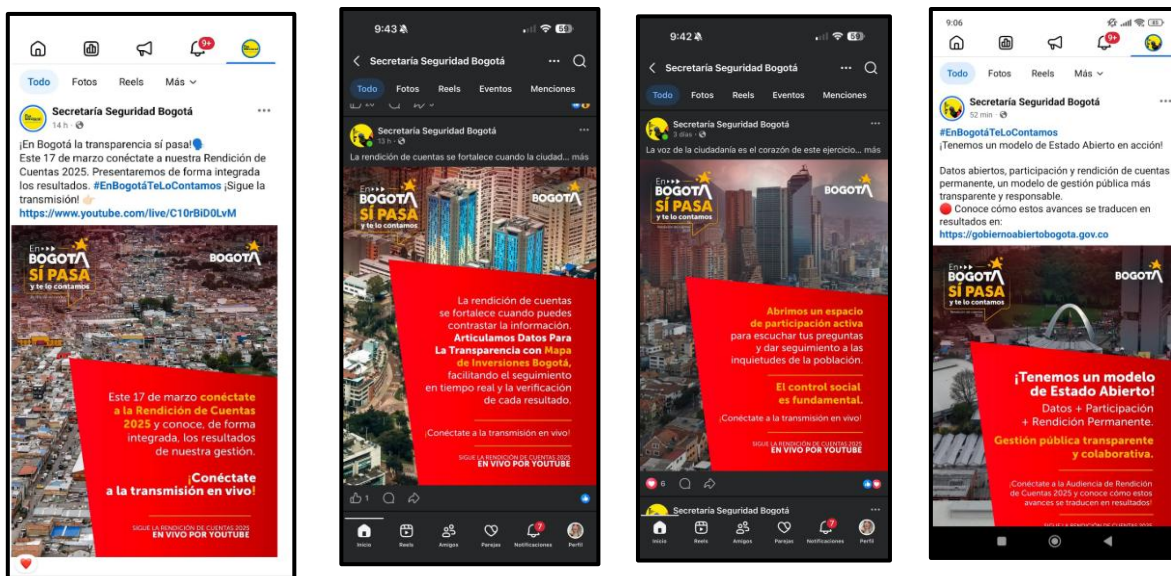 9+
Todo Fotos Reels Más
Secretaría Seguridad Bogotá
14 h
¡En Bogotá la transparencia sí pasa!
Este 17 de marzo conéctate a nuestra Rendición de
Cuentas 2025. Presentaremos de forma integrada
los resultados. #EnBogotáTeLoContamos ¡Sigue la
transmisión!
https://www.youtube.com/live/C10rBiD0LvM
En
BOGOTÁ
SÍ PASA
y te lo contamos
BOGOTÁ
Este 17 de marzo conéctate
a la Rendición de Cuentas
2025 y conoce, de forma
integrada, los resultados
de nuestra gestión.
¡Conéctate
a la transmisión en vivo!
SIGUE LA RENDICIÓN DE CUENTAS 2025
EN VIVO POR YOUTUBE
9:43
Secretaría Seguridad Bogotá
Todo Fotos Reels Eventos Menciones
Secretaría Seguridad Bogotá
13 h
La rendición de cuentas se fortalece cuando la ciudad... más
En
BOGOTÁ
SÍ PASA
y te lo contamos
BOGOTÁ
La rendición de cuentas
se fortalece cuando puedes
contrastar la información.
Articulamos Datos Para
La Transparencia con Mapa
de Inversiones Bogotá,
facilitando el seguimiento
en tiempo real y la verificación
de cada resultado.
¡Conéctate a la transmisión en vivo!
SIGUE LA RENDICIÓN DE CUENTAS 2025
EN VIVO POR YOUTUBE
1
Inicio Reels Amigos Parejas Notificaciones Perfil
7
9:42
Secretaría Seguridad Bogotá
Todo Fotos Reels Eventos Menciones
Secretaría Seguridad Bogotá
3 días
La voz de la ciudadanía es el corazón de este ejercicio... más
En
BOGOTÁ
SÍ PASA
y te lo contamos
BOGOTÁ
Abrimos un espacio
de participación activa
para escuchar tus preguntas
y dar seguimiento a las
inquietudes de la población.
El control social
es fundamental.
¡Conéctate a la transmisión en vivo!
SIGUE LA RENDICIÓN DE CUENTAS 2025
EN VIVO POR YOUTUBE
6
Secretaría Seguridad Bogotá
Inicio Reels Amigos Parejas Notificaciones Perfil
7
9:06
9+
Todo Fotos Reels Más
Secretaría Seguridad Bogotá
52 min
#EnBogotáTeLoContamos
¡Tenemos un modelo de Estado Abierto en acción!
Datos abiertos, participación y rendición de cuentas
permanente, un modelo de gestión pública más
transparente y responsable.
Conoce cómo estos avances se traducen en
resultados en:
https://gobiernoabiertobogota.gov.co
En
BOGOTÁ
SÍ PASA
y te lo contamos
BOGOTÁ
¡Tenemos un modelo
de Estado Abierto!
Datos + Participación
+ Rendición Permanente.
Gestión pública transparente
y colaborativa.
¡Conéctate a la Audiencia de Rendición
de Cuentas 2025 y conoce cómo estos
avances se traducen en resultados!
SIGUE LA RENDICIÓN DE CUENTAS 2025